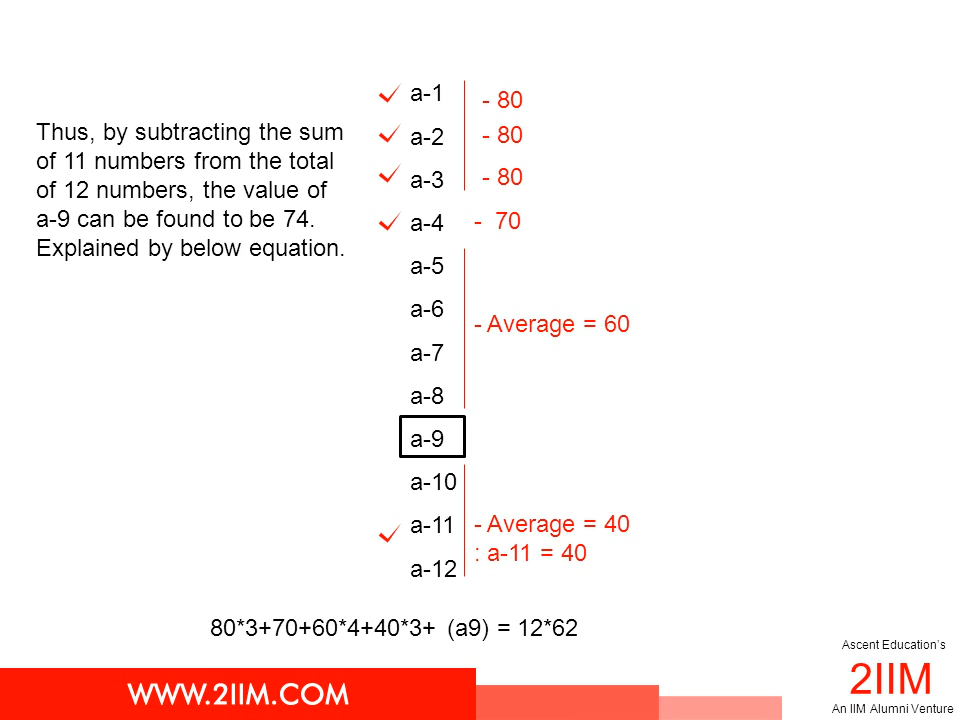 Thus, by subtracting the sum
of 11 numbers from the total
of 12 numbers, the value of
a-9 can be found to be 74.
Explained by below equation.
a-1
- 80
a-2
- 80
a-3
- 80
a-4
- 70
a-5
a-6
- Average = 60
a-7
a-8
a-9
a-10
a-11
- Average = 40
: a-11 = 40
a-12
80*3+70+60*4+40*3+ (a9) = 12*62
WWW.2IIM.COM
Ascent Education's
2IIM
An IIM Alumni Venture